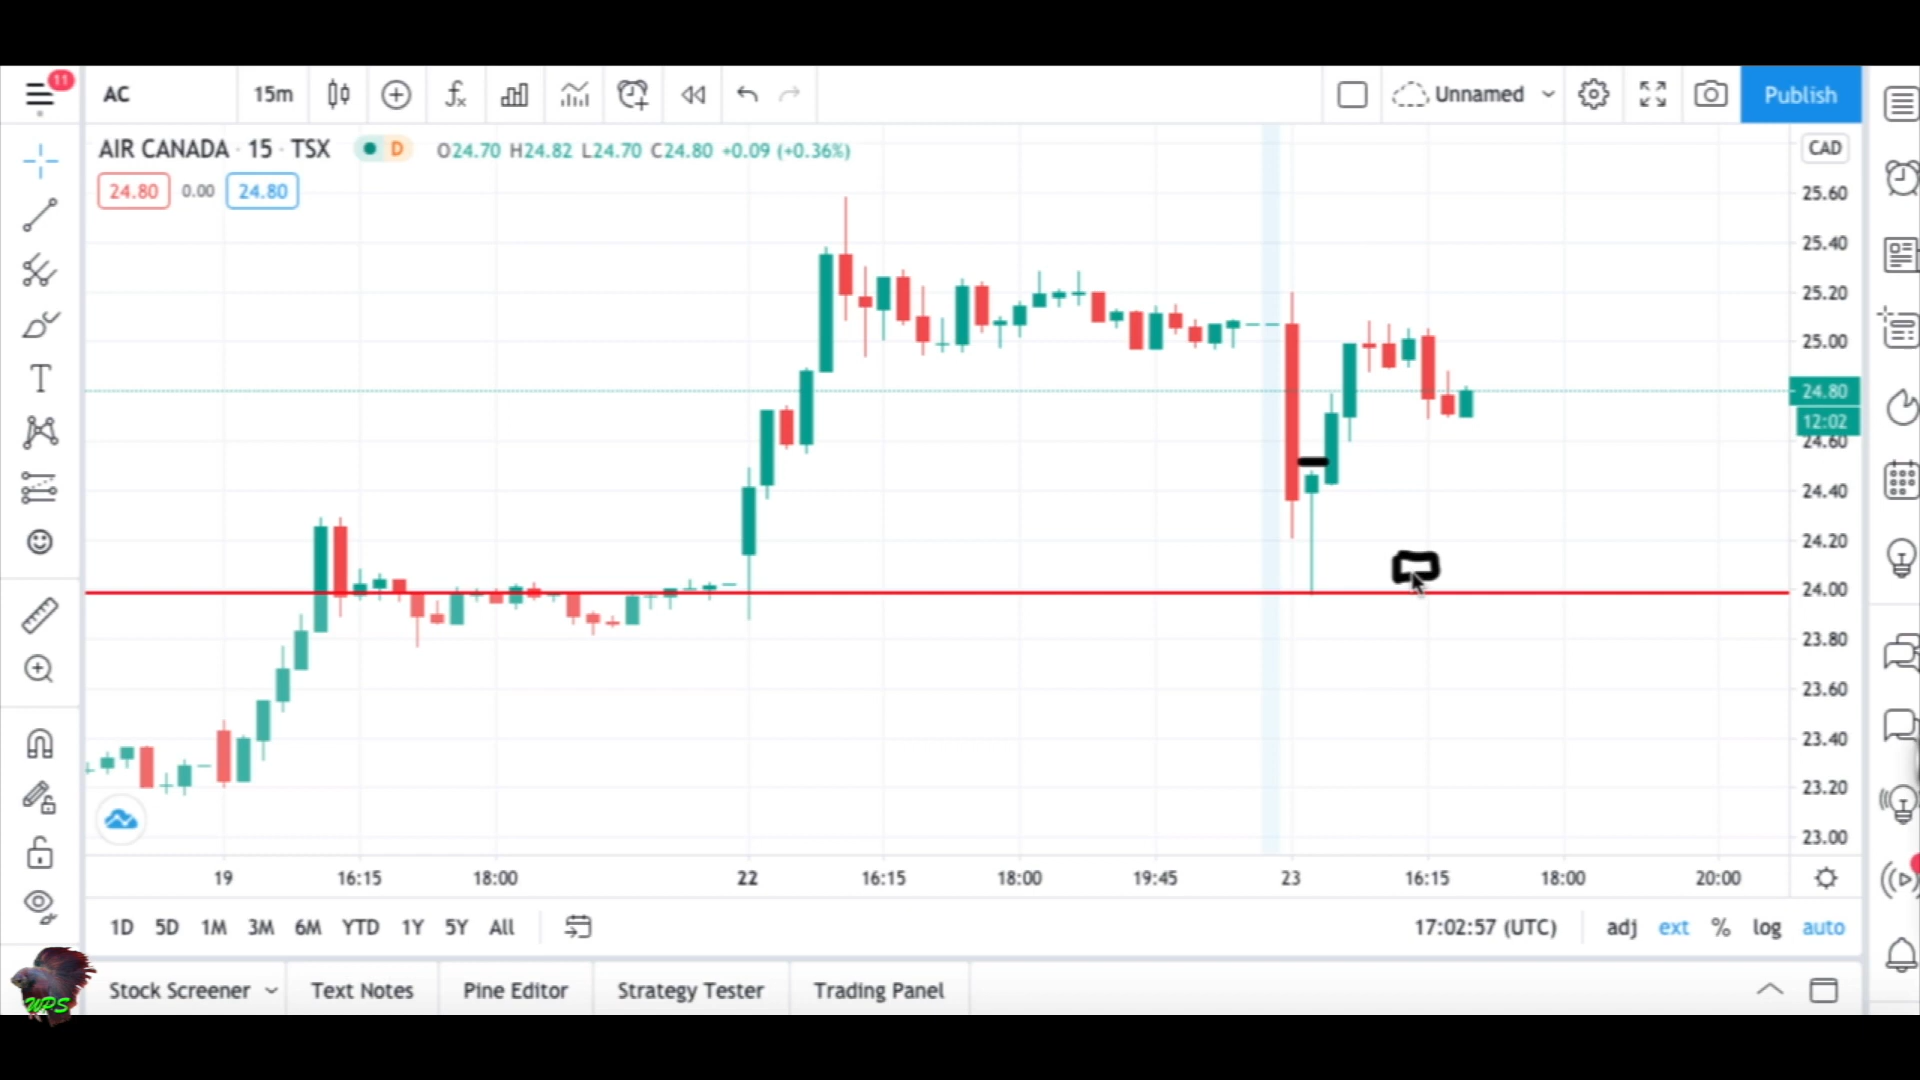 11
AC
15m
Unnamed
Publish
AIR CANADA · 15 · TSX
D
O24.70 H24.82 L24.70 C24.80 +0.09 (+0.36%)
24.80 0.00 24.80
CAD
25.60
25.40
25.20
25.00
24.80
12:02
24.60
24.40
24.20
24.00
23.80
23.60
23.40
23.20
23.00
19 16:15 18:00 22 16:15 18:00 19:45 23 16:15 18:00 20:00
1D 5D 1M 3M 6M YTD 1Y 5Y All
17:02:57 (UTC) adj ext % log auto
WPS
Stock Screener Text Notes Pine Editor Strategy Tester Trading Panel